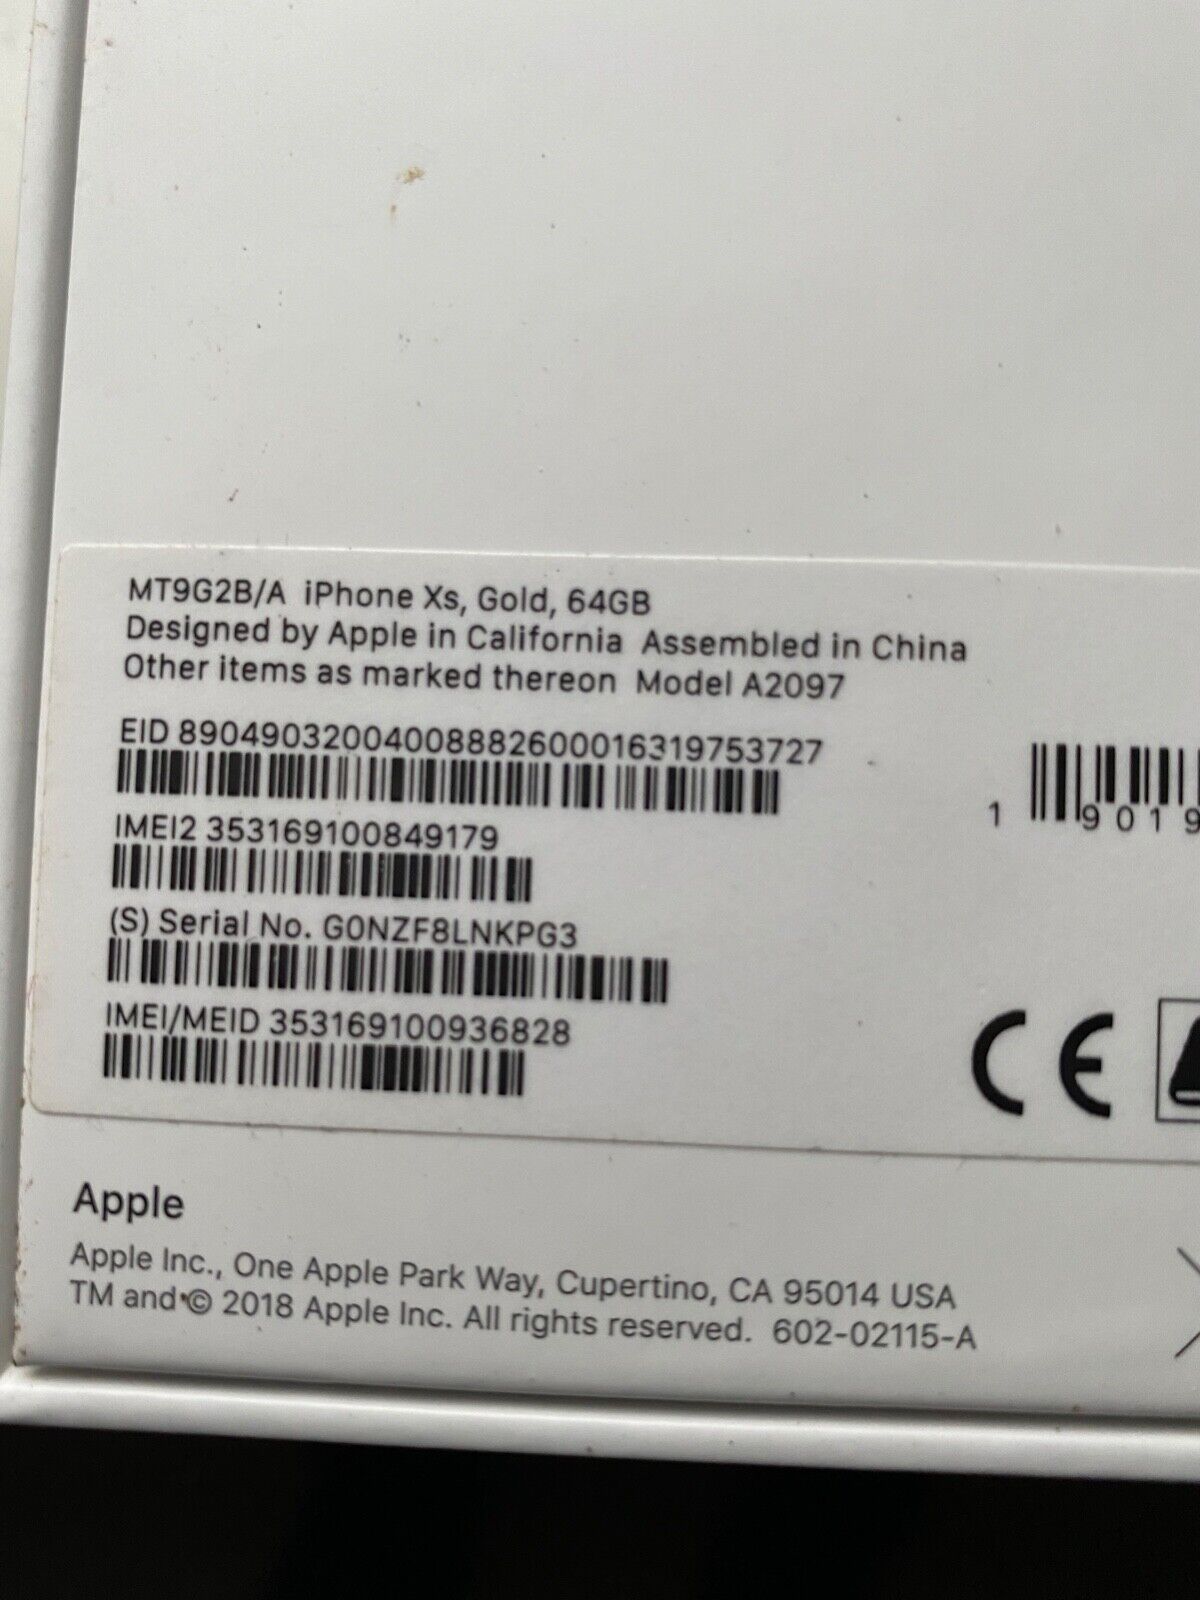 MT9G2B/A iPhone Xs, Gold, 64GB
Designed by Apple in California Assembled in China
Other items as marked thereon Model A2097
EID 89049032004008882600016319753727
IMEI2 353169100849179
(S) Serial No. G0NZF8LNKPG3
IMEI/MEID 353169100936828
1 9019
CE
Apple
Apple Inc., One Apple Park Way, Cupertino, CA 95014 USA
TM and © 2018 Apple Inc. All rights reserved. 602-02115-A